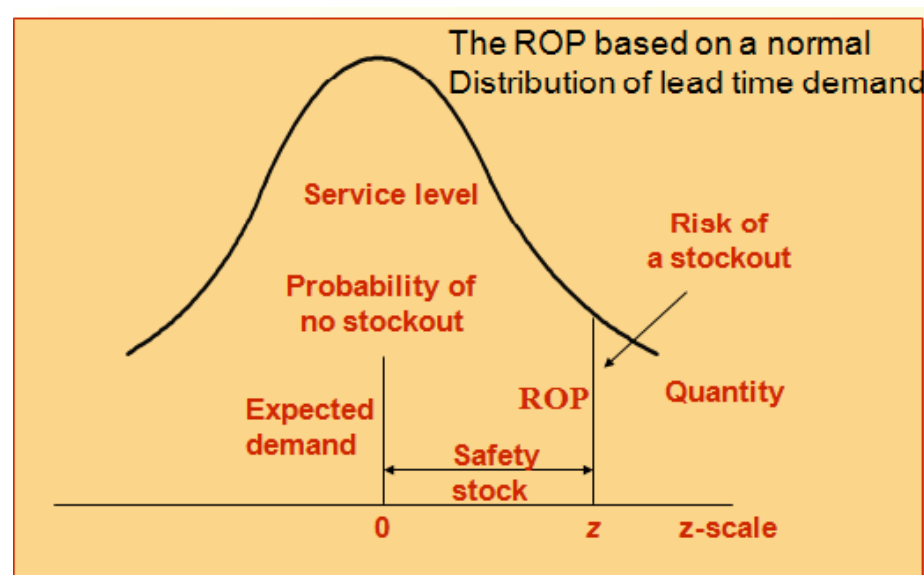 The ROP based on a normal
Distribution of lead time demand
Service level
Risk of
a stockout
Probability of
no stockout
Expected
demand
ROP
Quantity
Safety
stock
0
z
z-scale